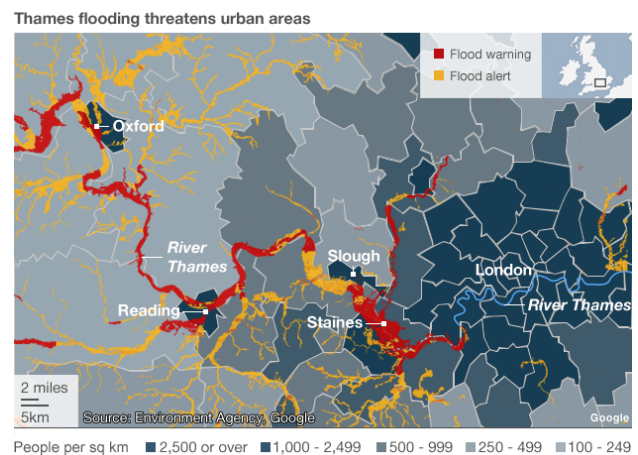 Thames flooding threatens urban areas
Flood warning
Flood alert
Oxford
River
Thames
Slough
London
Reading
River Thames
Staines
2 miles
5km
Source: Environment Agency, Google
Google
People per sq km 2,500 or over 1,000 - 2,499 500 - 999 250 - 499 100 - 249